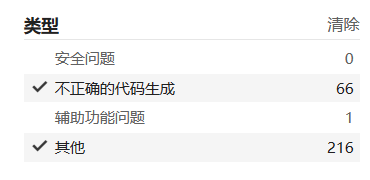 类型 清除
安全问题 0
不正确的代码生成 66
辅助功能问题 1
其他 216